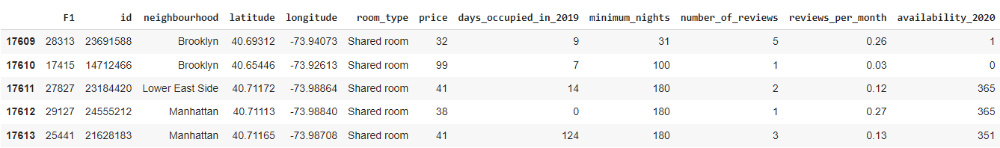 F1 id neighbourhood latitude longitude room_type price days_occupied_in_2019 minimum_nights number_of_reviews reviews_per_month availability_2020
17609 28313 23691588 Brooklyn 40.69312 -73.94073 Shared room 32 9 31 5 0.26 1
17610 17415 14712466 Brooklyn 40.65446 -73.92613 Shared room 99 7 100 1 0.03 0
17611 27827 23184420 Lower East Side 40.71172 -73.98864 Shared room 41 14 180 2 0.12 365
17612 29127 24555212 Manhattan 40.71113 -73.98840 Shared room 38 0 180 1 0.27 365
17613 25441 21628183 Manhattan 40.71165 -73.98708 Shared room 41 124 180 3 0.13 351